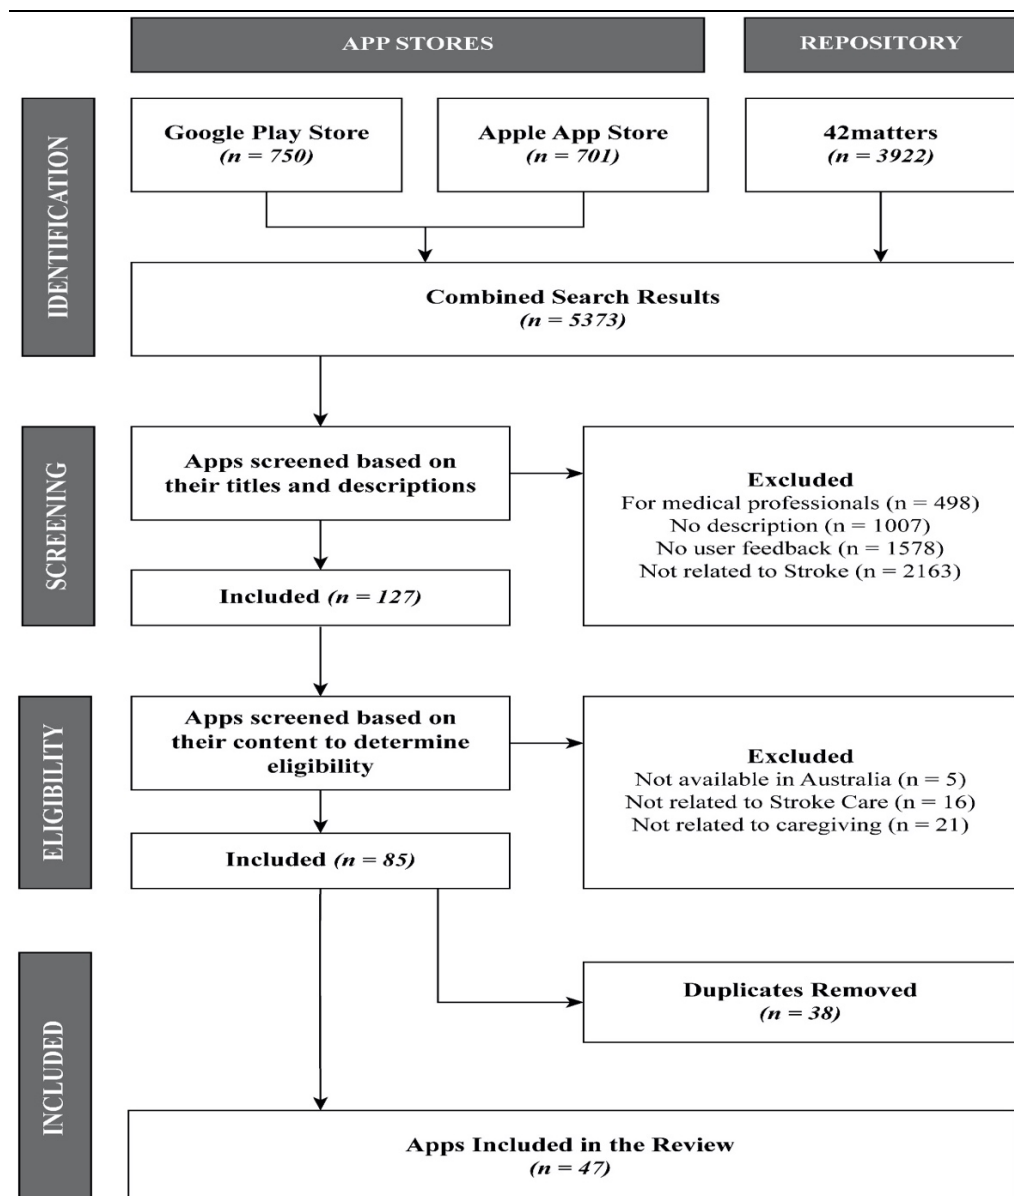 APP STORES
REPOSITORY
IDENTIFICATION
Google Play Store
(n = 750)
Apple App Store
(n = 701)
42matters
(n = 3922)
Combined Search Results
(n = 5373)
SCREENING
Apps screened based on
their titles and descriptions
Excluded
For medical professionals (n = 498)
No description (n = 1007)
No user feedback (n = 1578)
Not related to Stroke (n = 2163)
Included (n = 127)
ELIGIBILITY
Apps screened based on
their content to determine
eligibility
Excluded
Not available in Australia (n = 5)
Not related to Stroke Care (n = 16)
Not related to caregiving (n = 21)
Included (n = 85)
INCLUDED
Duplicates Removed
(n = 38)
Apps Included in the Review
(n = 47)